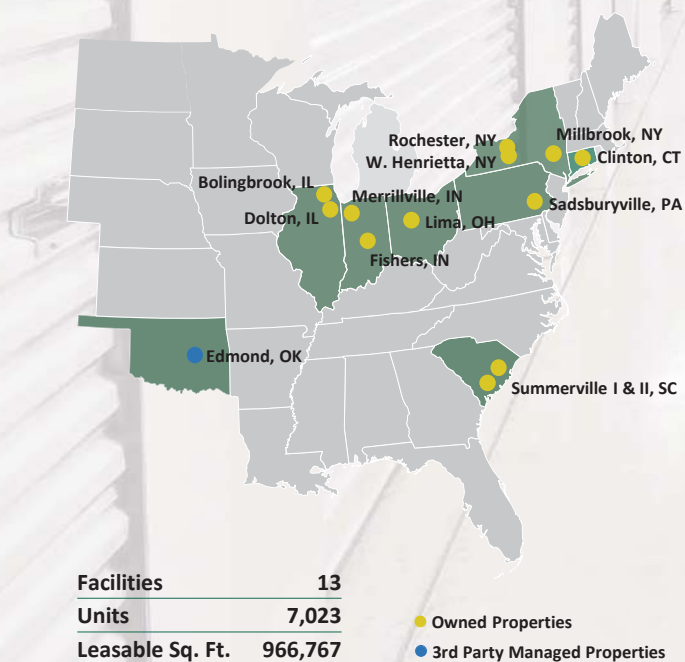 Rochester, NY
Millbrook, NY
W. Henrietta, NY
Clinton, CT
Bolingbrook, IL
Merrillville, IN
Sadsburyville, PA
Dolton, IL
Lima, OH
Fishers, IN
Edmond, OK
Summerville I & II, SC
Facilities 13
Units 7,023
Leasable Sq. Ft. 966,767
Owned Properties
3rd Party Managed Properties